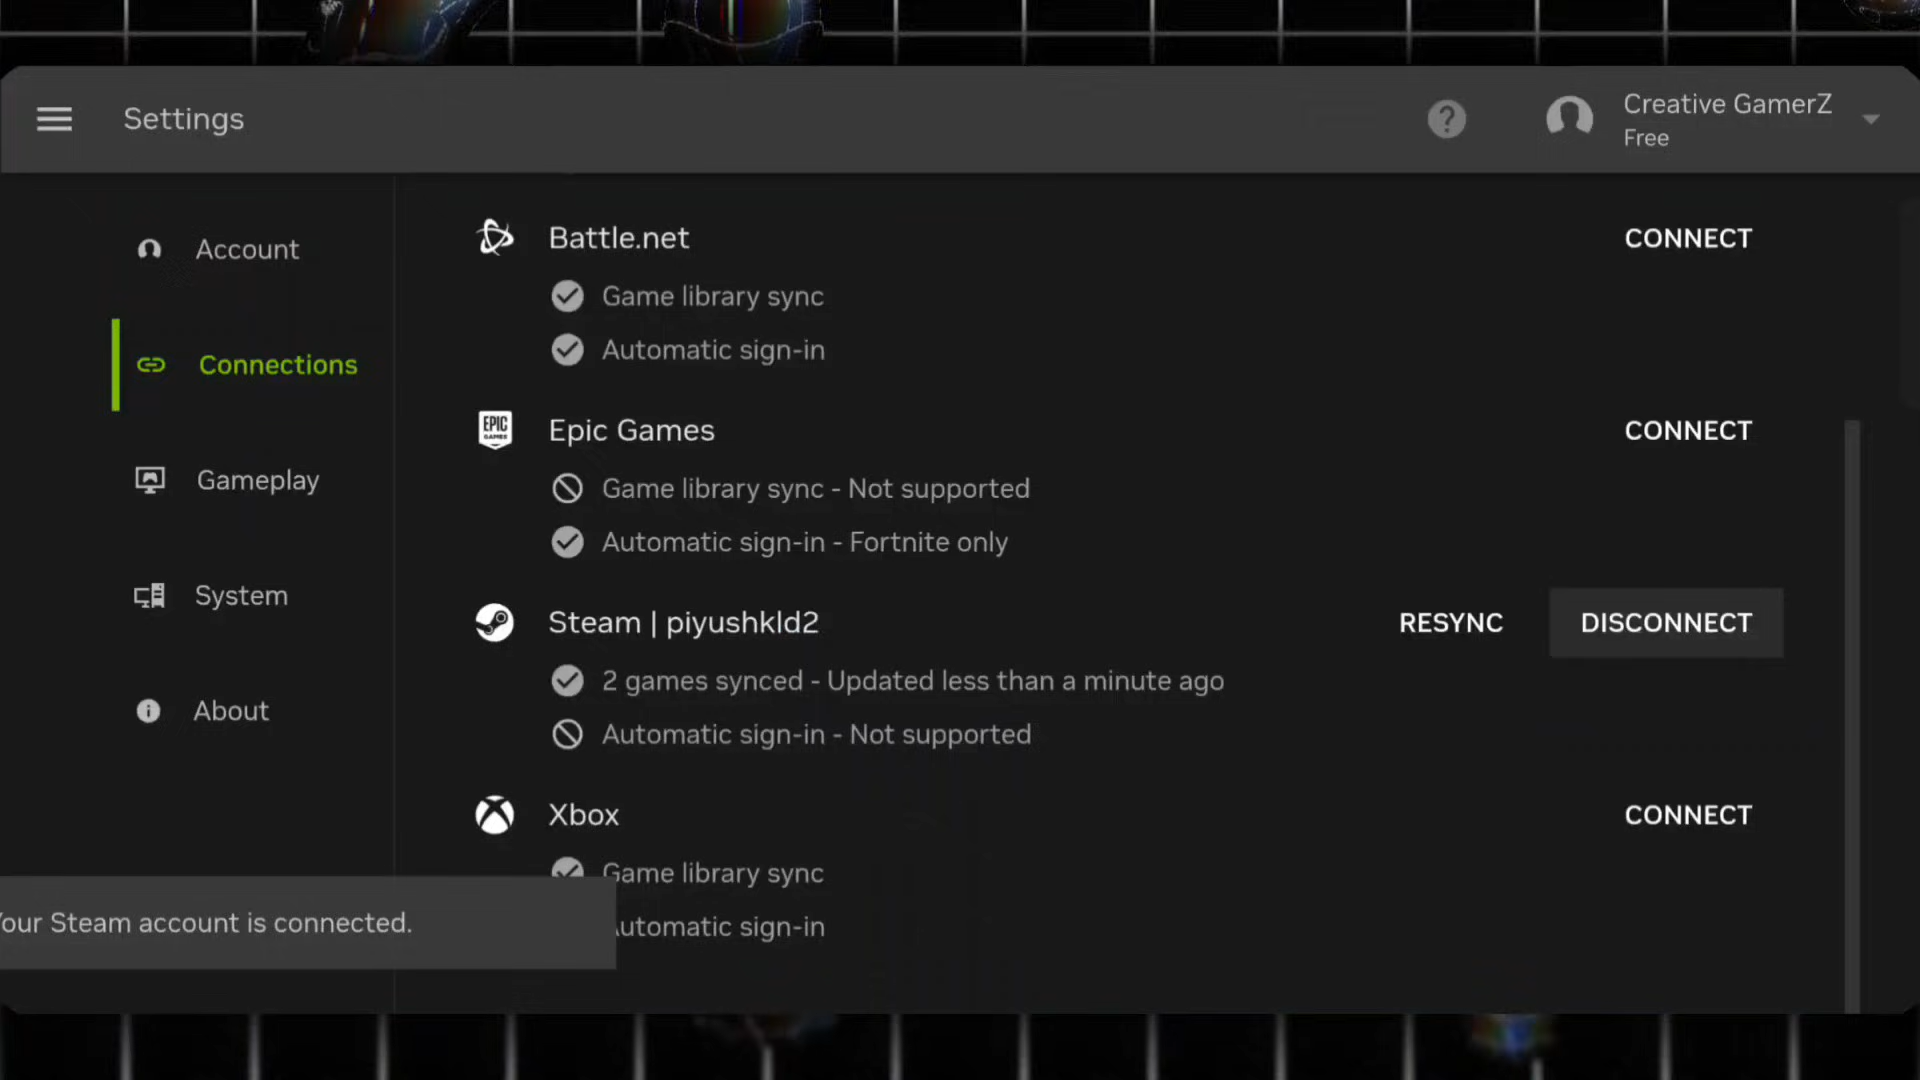 Settings
?
Creative GamerZ
Free
Account
Connections
Gameplay
System
About
Battle.net
CONNECT
Game library sync
Automatic sign-in
EPIC
GAMES
Epic Games
CONNECT
Game library sync - Not supported
Automatic sign-in - Fortnite only
Steam | piyushkld2
RESYNC
DISCONNECT
2 games synced - Updated less than a minute ago
Automatic sign-in - Not supported
Xbox
CONNECT
Game library sync
utomatic sign-in
our Steam account is connected.